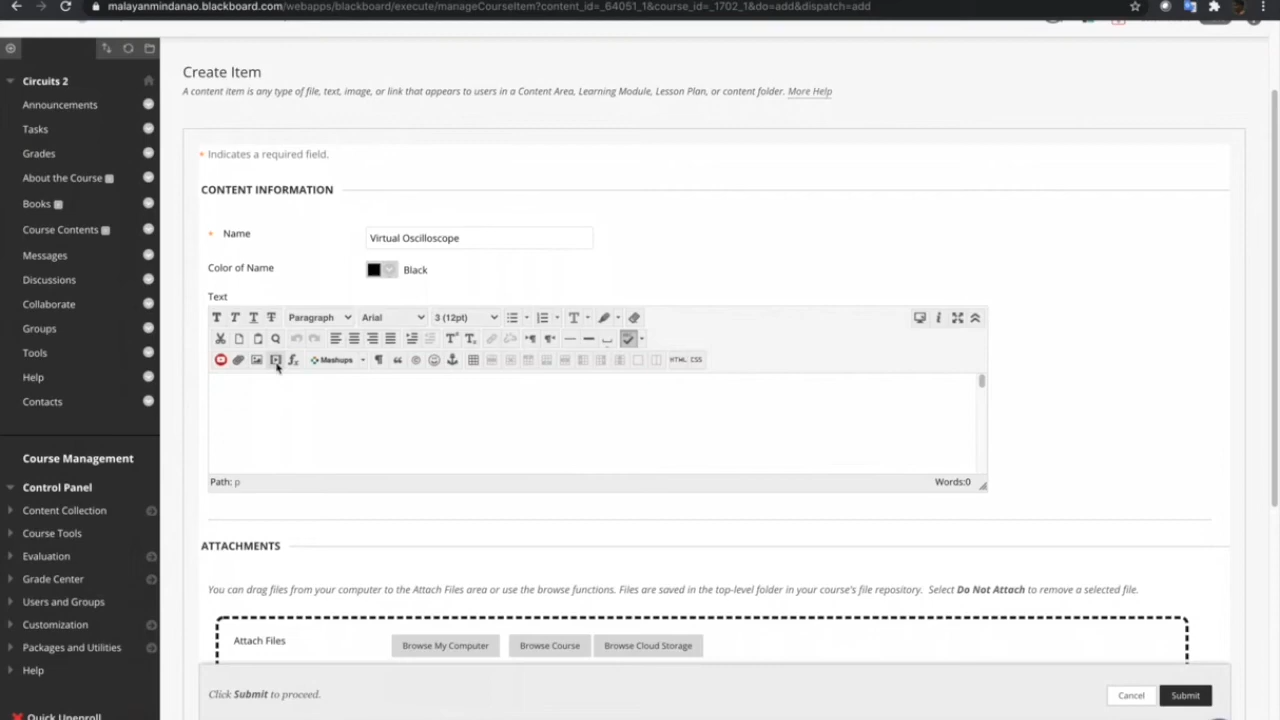 malayanmindanao.blackboard.com/webapps/blackboard/execute/manageCourseItem?content_id=_64051_1&course_id=_1702_1&do=add&dispatch=add
Circuits 2
Announcements
Tasks
Grades
About the Course
Books
Course Contents
Messages
Discussions
Collaborate
Groups
Tools
Help
Contacts
Course Management
Control Panel
Content Collection
Course Tools
Evaluation
Grade Center
Users and Groups
Customization
Packages and Utilities
Help
Quick Unenroll
Create Item
A content item is any type of file, text, image, or link that appears to users in a Content Area, Learning Module, Lesson Plan, or content folder. More Help
* Indicates a required field.
CONTENT INFORMATION
* Name Virtual Oscilloscope
Color of Name Black
Text
T T T T Paragraph Arial 3 (12pt)
Mashups HTML CSS
Path: p Words:0
ATTACHMENTS
You can drag files from your computer to the Attach Files area or use the browse functions. Files are saved in the top-level folder in your course's file repository. Select Do Not Attach to remove a selected file.
Attach Files Browse My Computer Browse Course Browse Cloud Storage
Click Submit to proceed. Cancel Submit